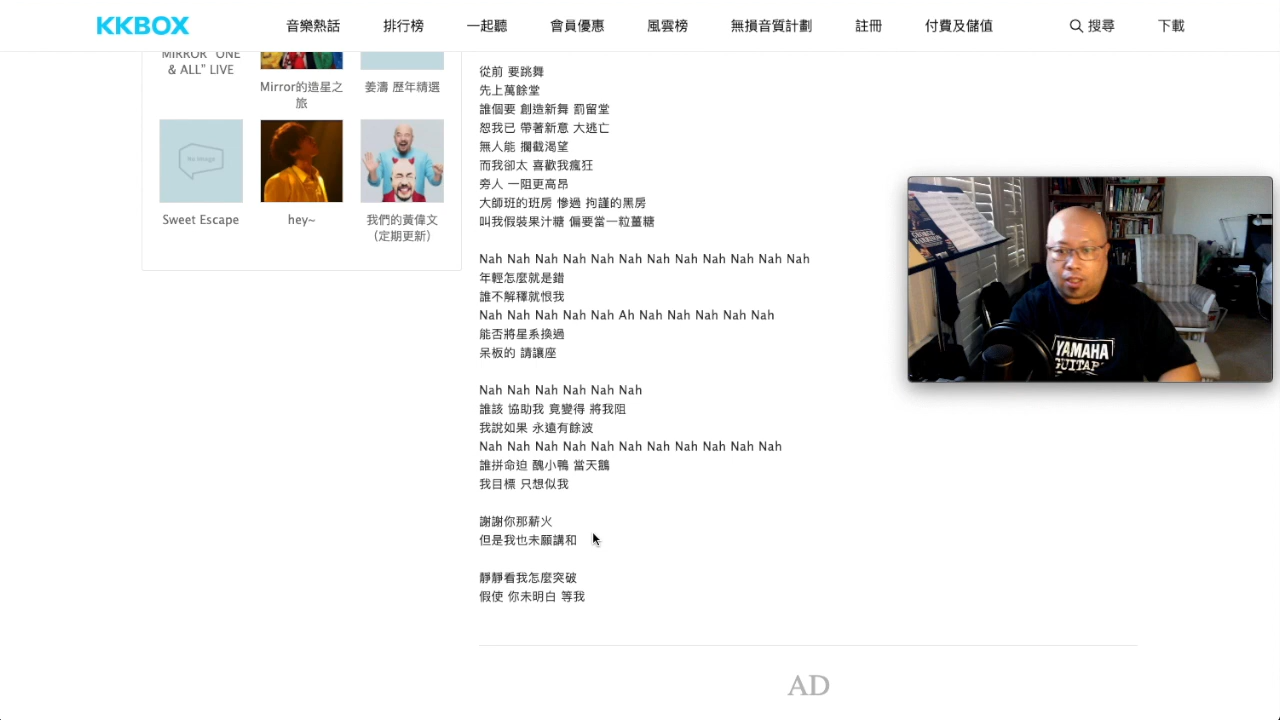 KKBOX
音樂熱話
排行榜
一起聽
會員優惠
風雲榜
無損音質計劃
註冊
付費及儲值
搜尋
下載
MIRROR "ONE
& ALL" LIVE
Mirror的造星之
旅
姜濤 歷年精選
No Image
Sweet Escape
hey~
我們的黃偉文
（定期更新）
從前 要跳舞
先上萬餘堂
誰個要 創造新舞 罰留堂
恕我已 帶著新意 大逃亡
無人能 攔截渴望
而我卻太 喜歡我瘋狂
旁人 一阻更高昂
大師班的班房 慘過 拘謹的黑房
叫我假裝果汁糖 偏要當一粒薑糖
Nah Nah Nah Nah Nah Nah Nah Nah Nah Nah Nah Nah
年輕怎麼就是錯
誰不解釋就恨我
Nah Nah Nah Nah Nah Ah Nah Nah Nah Nah Nah
能否將星系換過
呆板的 請讓座
Nah Nah Nah Nah Nah Nah
誰該 協助我 竟變得 將我阻
我說如果 永遠有餘波
Nah Nah Nah Nah Nah Nah Nah Nah Nah Nah Nah
誰拼命迫 醜小鴨 當天鵝
我目標 只想似我
謝謝你那薪火
但是我也未願講和
靜靜看我怎麼突破
假使 你未明白 等我
AD
GEORGE HARRISON
YAMAHA
GUITARS